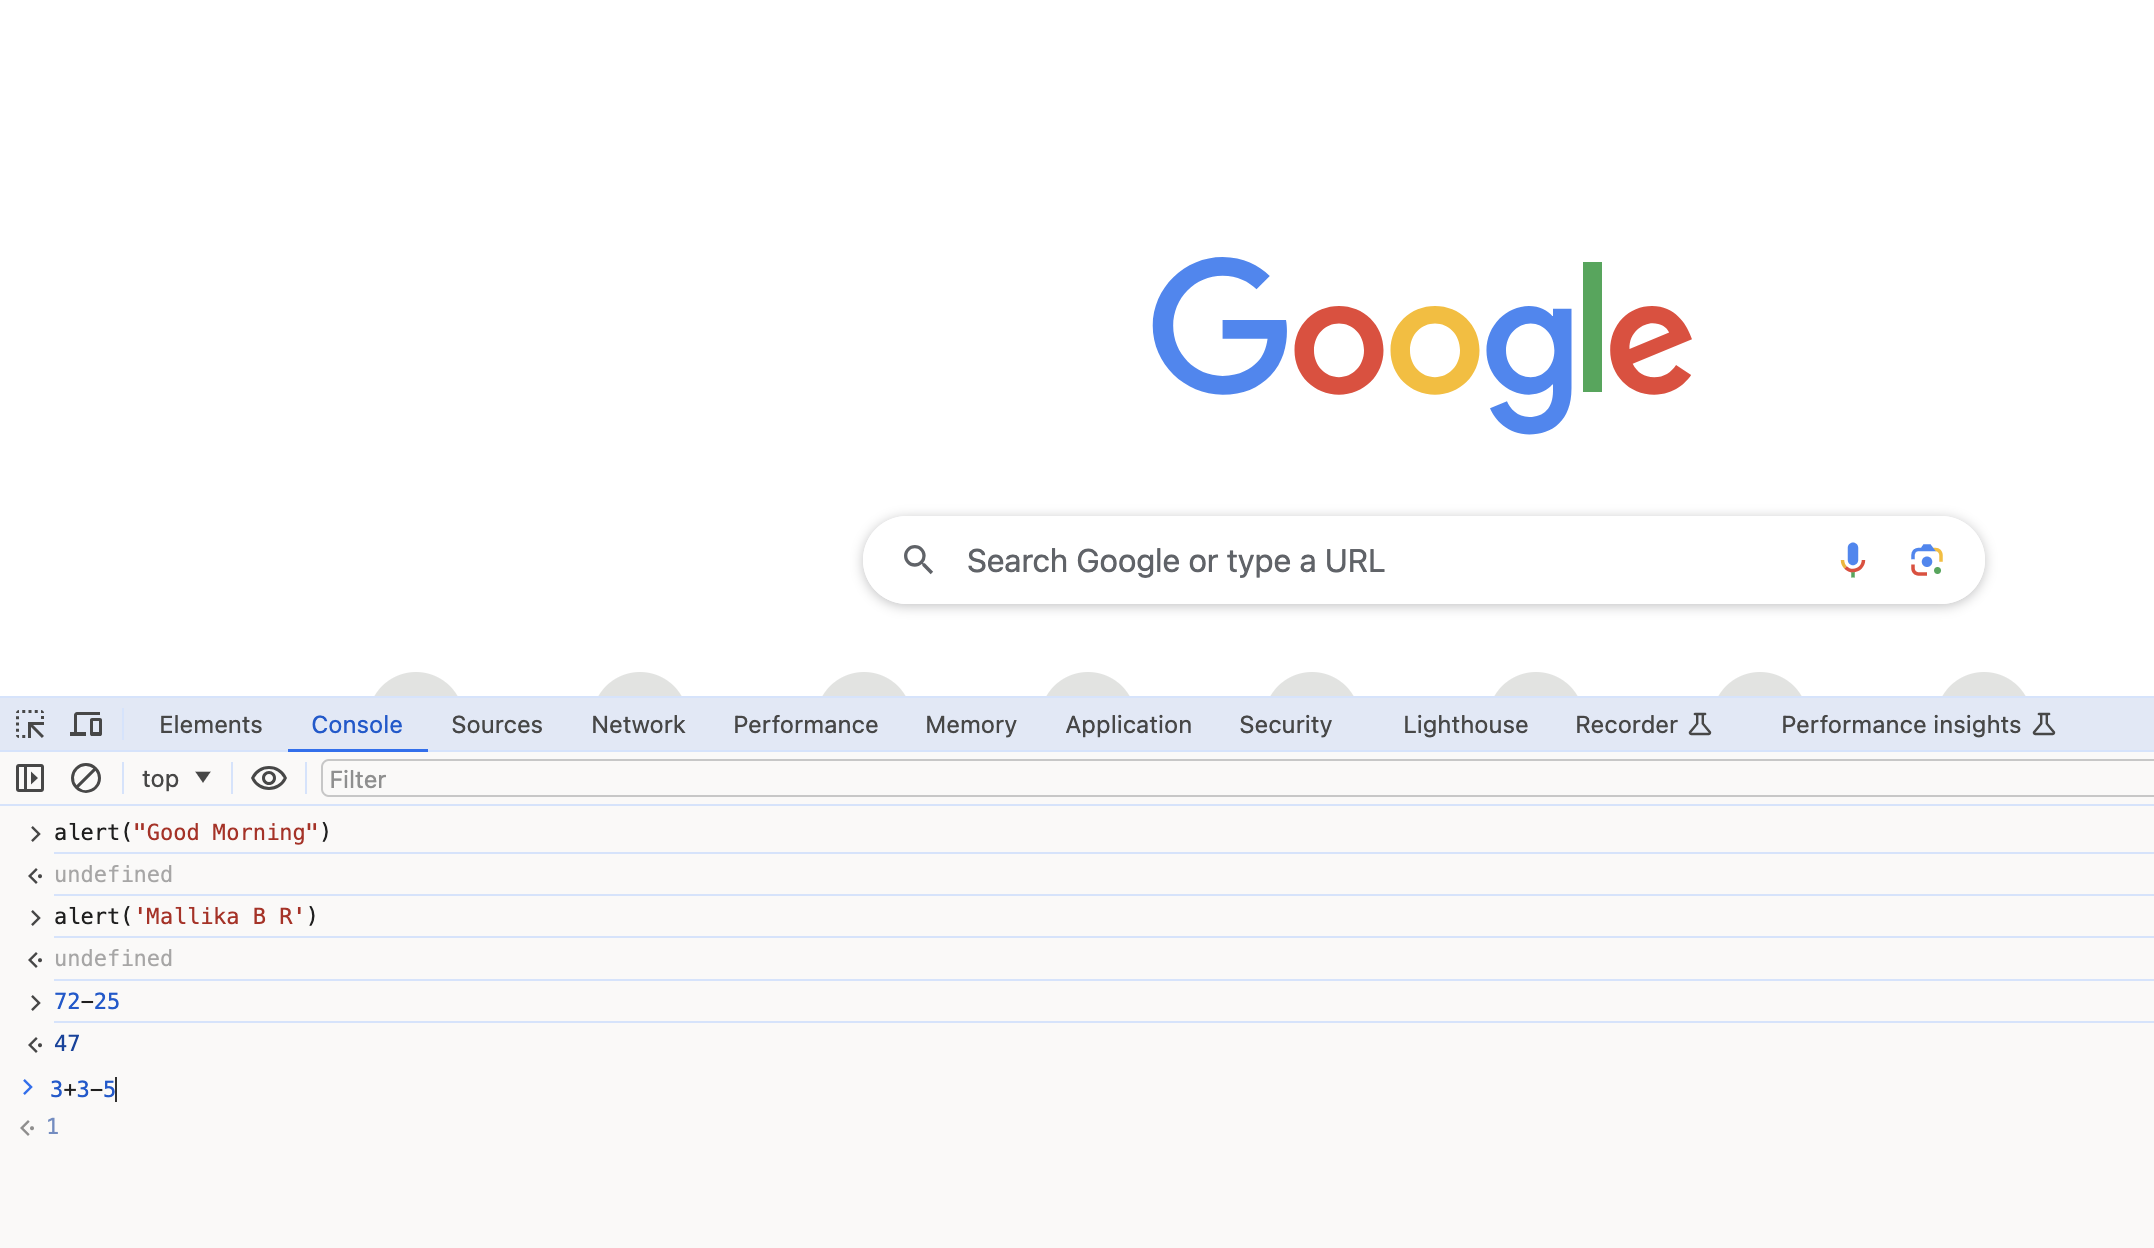 Google
Search Google or type a URL
Elements Console Sources Network Performance Memory Application Security Lighthouse Recorder Performance insights
top Filter
alert("Good Morning")
undefined
alert('Mallika B R')
undefined
72-25
47
3+3-5
1